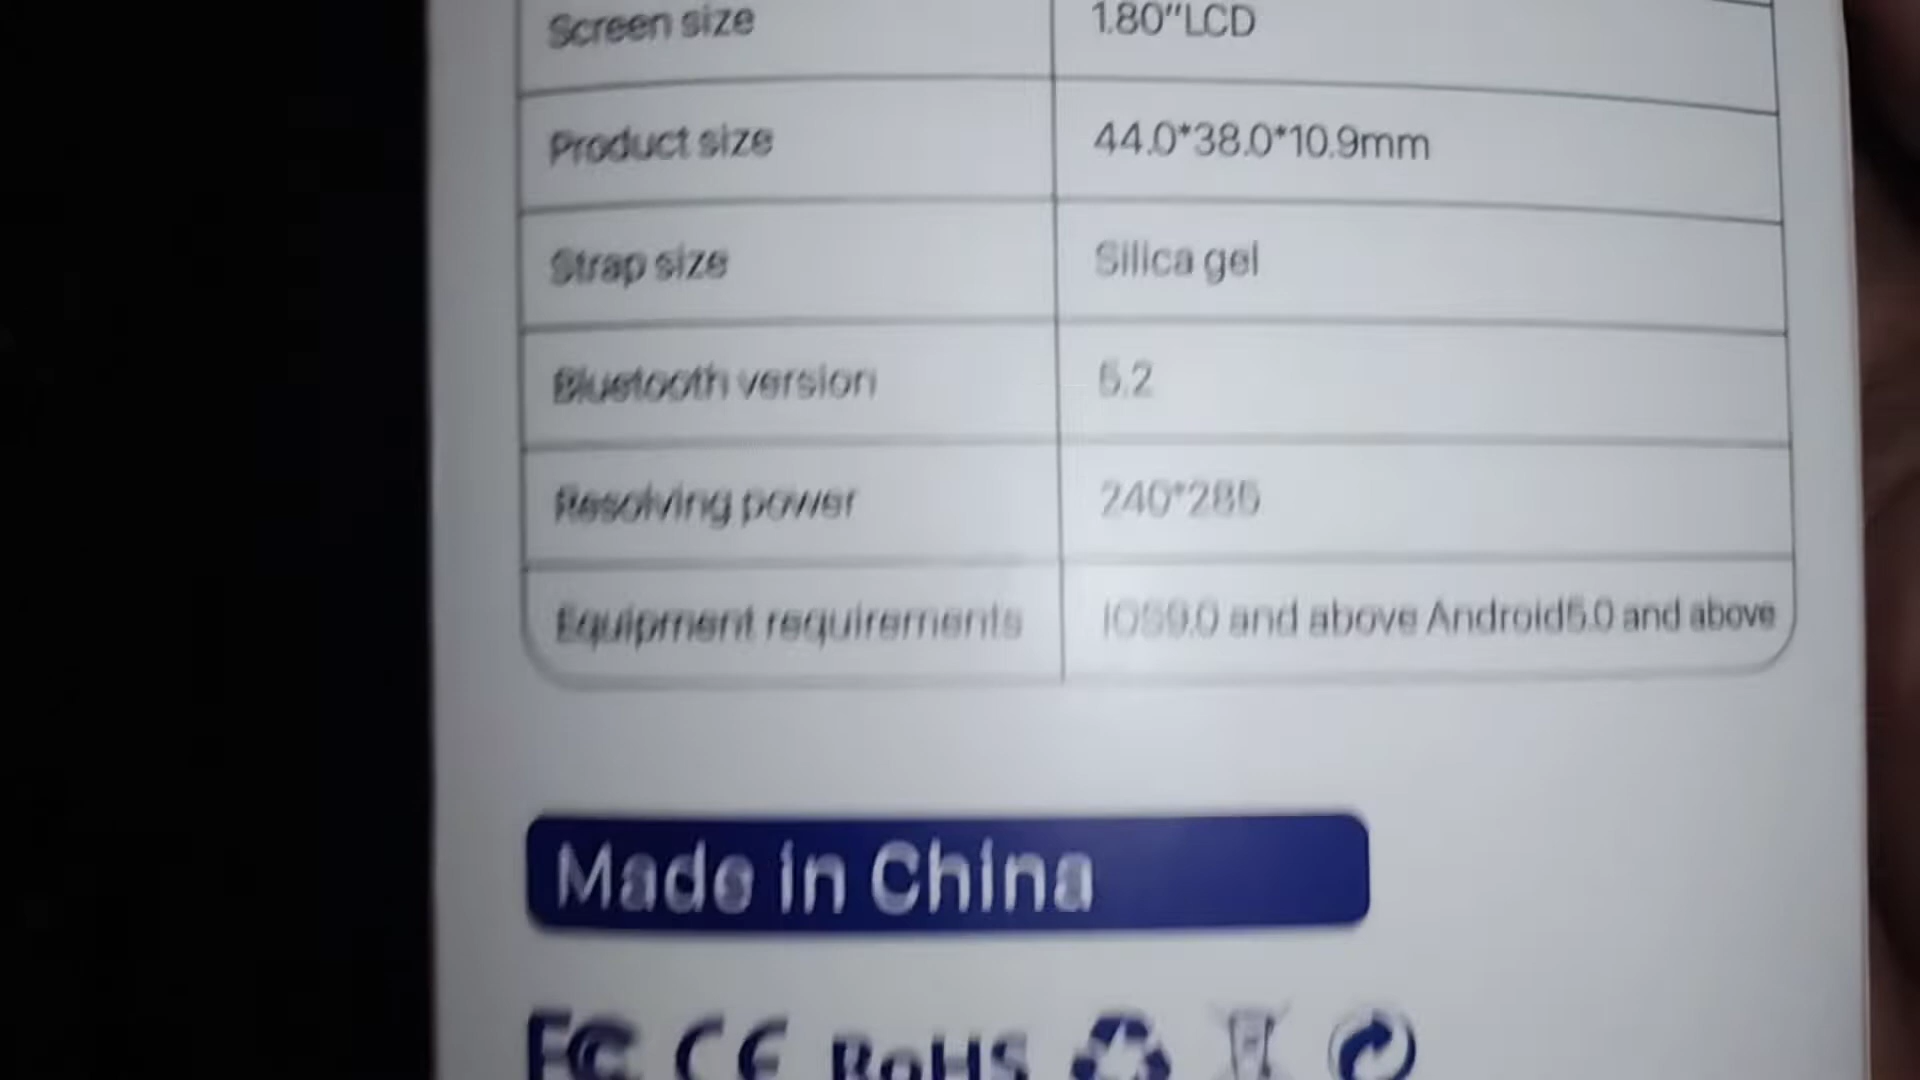 Screen size 1.80"LCD
Product size 44.0*38.0*10.9mm
Strap size Silica gel
Bluetooth version 5.2
Resolving power 240*285
Equipment requirements IOS9.0 and above Android5.0 and above
Made in China
FC CE RoHS